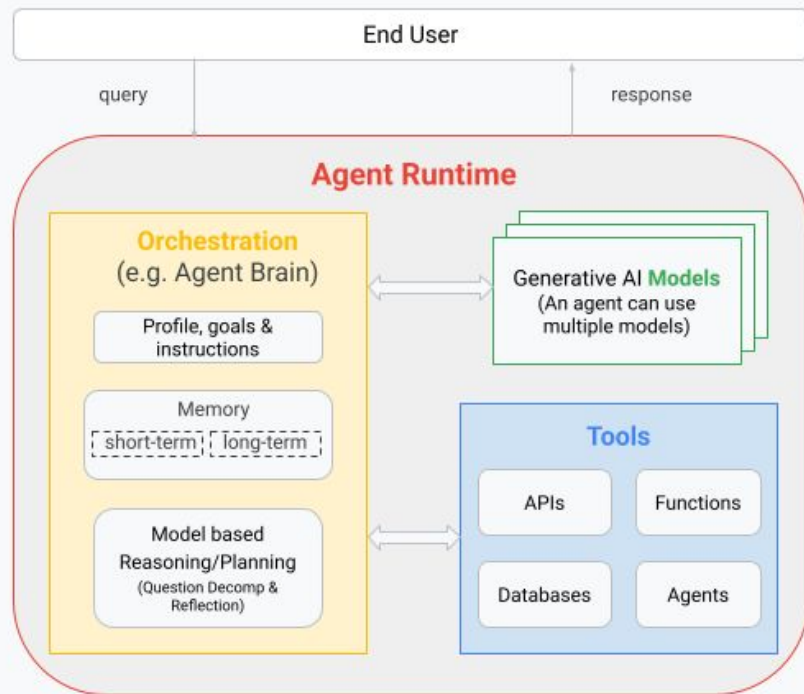 End User
query
response
Agent Runtime
Orchestration
(e.g. Agent Brain)
Profile, goals &
instructions
Memory
short-term long-term
Model based
Reasoning/Planning
(Question Decomp &
Reflection)
Generative AI Models
(An agent can use
multiple models)
Tools
APIs
Functions
Databases
Agents